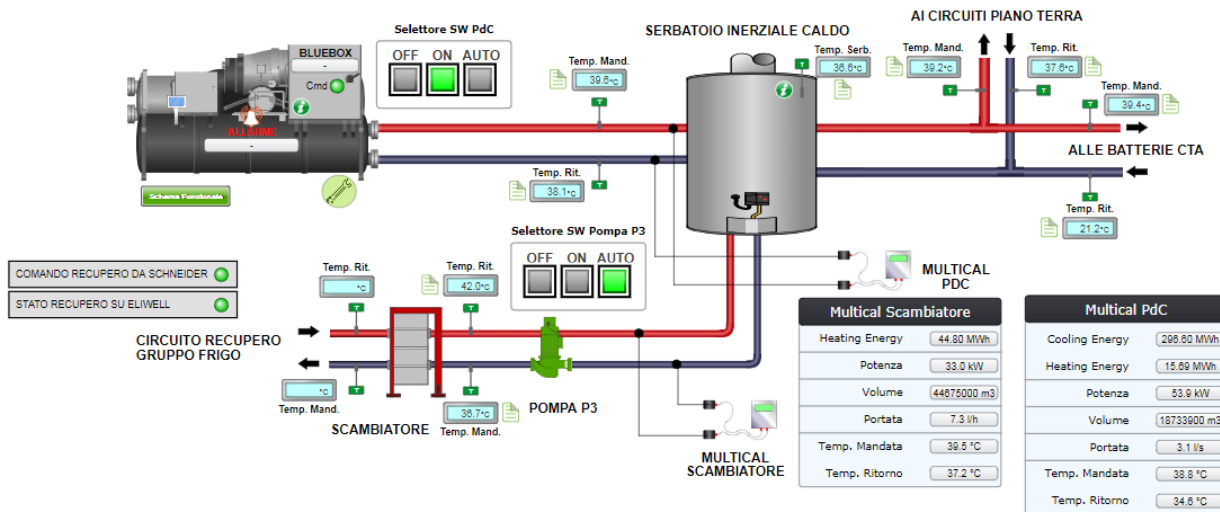 AI CIRCUITI PIANO TERRA
Selettore SW PdC
SERBATOIO INERZIALE CALDO
OFF ON AUTO
BLUEBOX
-
Cmd
ALLARME
-
Schema Funzionale
Temp. Mand.
39.6°C
Temp. Serb.
36.6°C
Temp. Mand.
39.2°C
Temp. Rit.
37.6°C
Temp. Mand.
39.4°C
ALLE BATTERIE CTA
Temp. Rit.
38.1°C
Temp. Rit.
21.2°C
Selettore SW Pompa P3
OFF ON AUTO
COMANDO RECUPERO DA SCHNEIDER
STATO RECUPERO SU ELIWELL
Temp. Rit.
°C
Temp. Rit.
42.0°C
MULTICAL
PDC
CIRCUITO RECUPERO
GRUPPO FRIGO
°C
Temp. Mand.
SCAMBIATORE
36.7°C
Temp. Mand.
POMPA P3
MULTICAL
SCAMBIATORE
Multical Scambiatore
Heating Energy 44.80 MWh
Potenza 33.0 kW
Volume 44675000 m3
Portata 7.3 l/h
Temp. Mandata 39.5 °C
Temp. Ritorno 37.2 °C
Multical PdC
Cooling Energy 296.60 MWh
Heating Energy 15.69 MWh
Potenza 53.9 kW
Volume 18733900 m3
Portata 3.1 l/s
Temp. Mandata 38.8 °C
Temp. Ritorno 34.6 °C